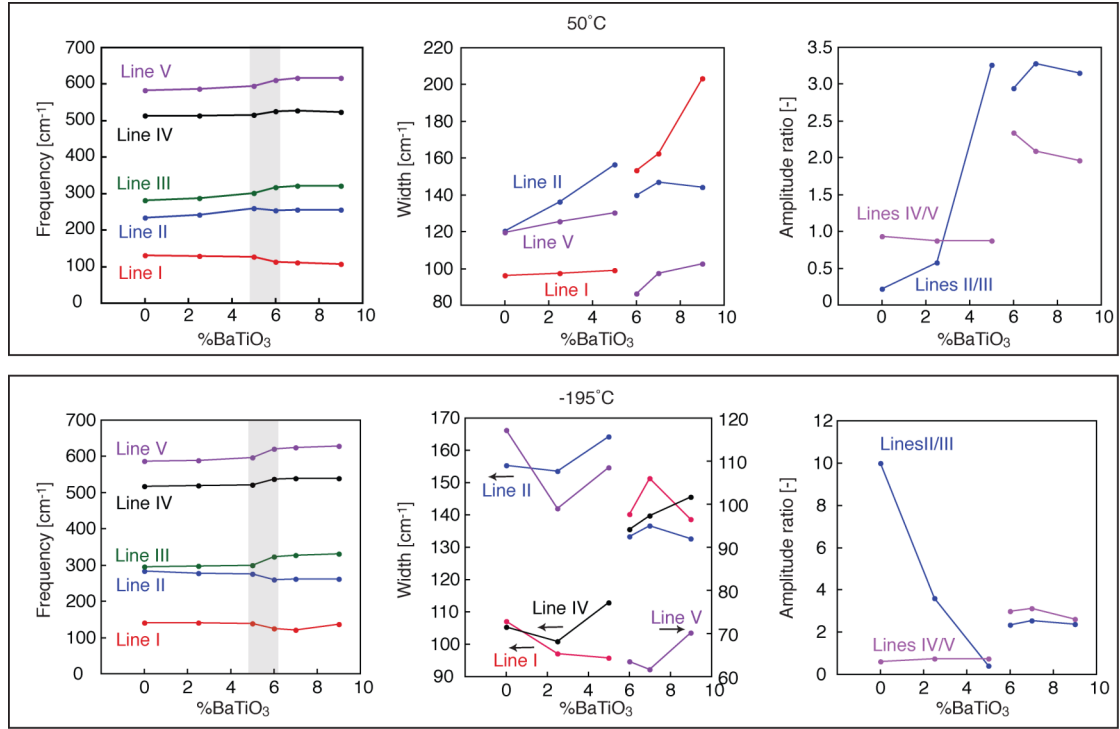 50˚C
Frequency [cm-1]
700
600
500
400
300
200
100
0
Line V
Line IV
Line III
Line II
Line I
0 2 4 6 8 10
%BaTiO3
Width [cm-1]
220
200
180
160
140
120
100
80
Line II
Line V
Line I
0 2 4 6 8 10
%BaTiO3
Amplitude ratio [-]
3.5
3.0
2.5
2.0
1.5
1.0
0.5
0
Lines IV/V
Lines II/III
0 2 4 6 8 10
%BaTiO3
-195˚C
Frequency [cm-1]
700
600
500
400
300
200
100
0
Line V
Line IV
Line III
Line II
Line I
0 2 4 6 8 10
%BaTiO3
Width [cm-1]
170
160
150
140
130
120
110
100
90
Line II
Line IV
Line I
Line V
120
110
100
90
80
70
60
0 2 4 6 8 10
%BaTiO3
Amplitude ratio [-]
12
10
8
6
4
2
0
LinesII/III
Lines IV/V
0 2 4 6 8 10
%BaTiO3